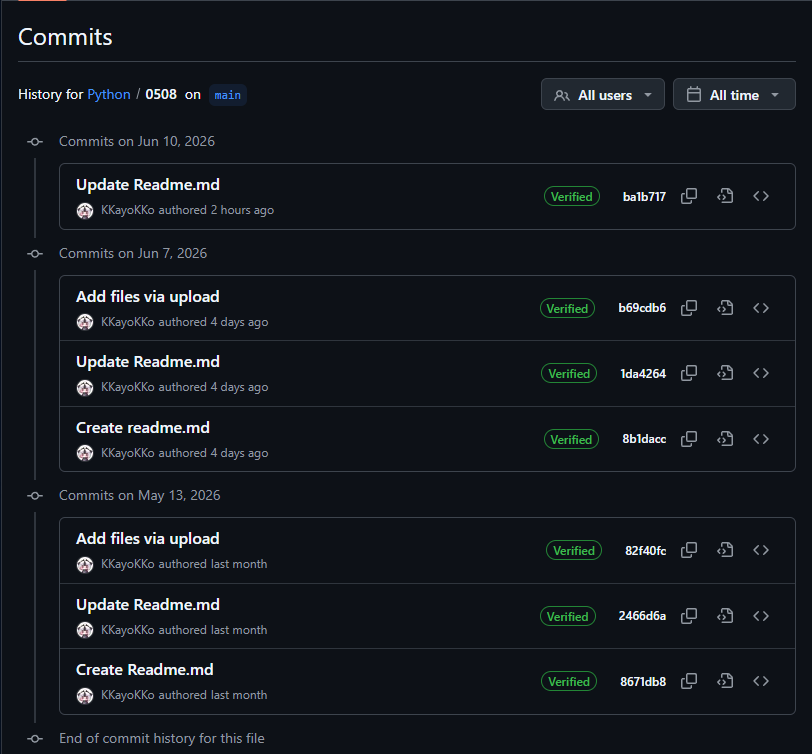 Commits
History for Python / 0508 on main
All users
All time
Commits on Jun 10, 2026
Update Readme.md
KKayoKKo authored 2 hours ago
Verified
ba1b717
Commits on Jun 7, 2026
Add files via upload
KKayoKKo authored 4 days ago
Verified
b69cdb6
Update Readme.md
KKayoKKo authored 4 days ago
Verified
1da4264
Create readme.md
KKayoKKo authored 4 days ago
Verified
8b1dacc
Commits on May 13, 2026
Add files via upload
KKayoKKo authored last month
Verified
82f40fc
Update Readme.md
KKayoKKo authored last month
Verified
2466d6a
Create Readme.md
KKayoKKo authored last month
Verified
8671db8
End of commit history for this file